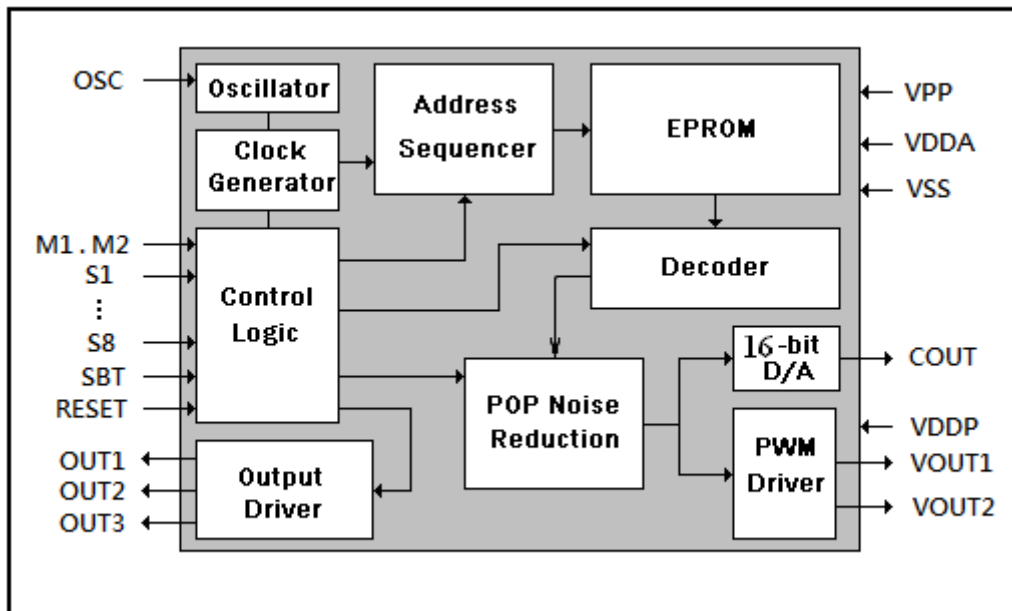 OSC
Oscillator
Clock
Generator
Address
Sequencer
EPROM
VPP
VDDA
VSS
M1 . M2
S1
⋮
S8
SBT
RESET
Control
Logic
Decoder
POP Noise
Reduction
16-bit
D/A
COUT
VDDP
PWM
Driver
VOUT1
VOUT2
OUT1
OUT2
OUT3
Output
Driver